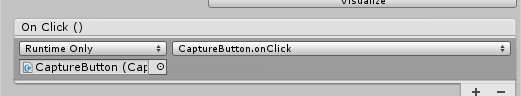 Visualize
On Click ()
Runtime Only CaptureButton.onClick
CaptureButton (Cap
+ −